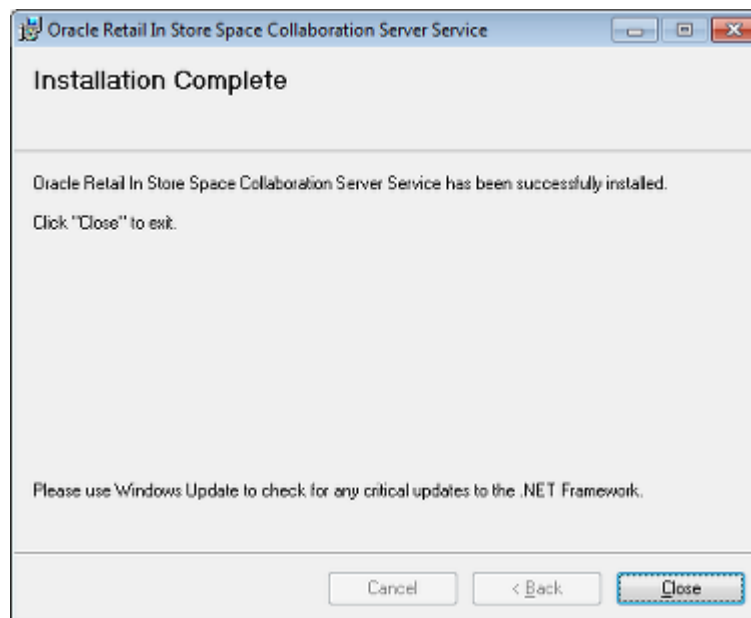 Oracle Retail In Store Space Collaboration Server Service
Installation Complete
Oracle Retail In Store Space Collaboration Server Service has been successfully installed.
Click "Close" to exit.
Please use Windows Update to check for any critical updates to the .NET Framework.
Cancel
< Back
Close